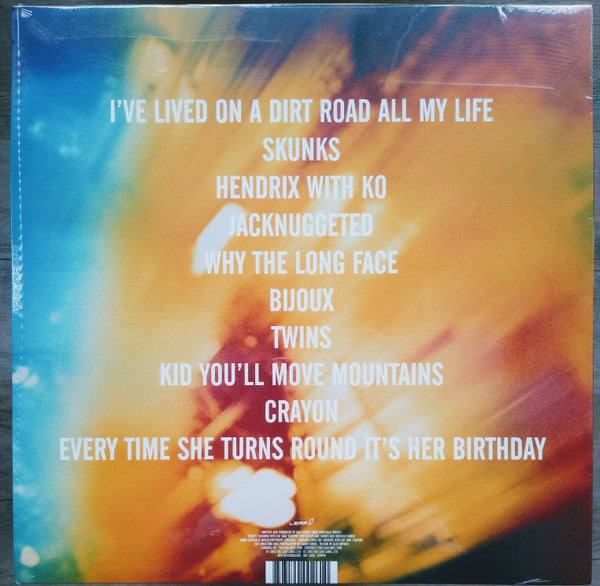 I'VE LIVED ON A DIRT ROAD ALL MY LIFE
SKUNKS
HENDRIX WITH KO
JACKNUGGETED
WHY THE LONG FACE
BIJOUX
TWINS
KID YOU'LL MOVE MOUNTAINS
CRAYON
EVERY TIME SHE TURNS ROUND IT'S HER BIRTHDAY
LEAF